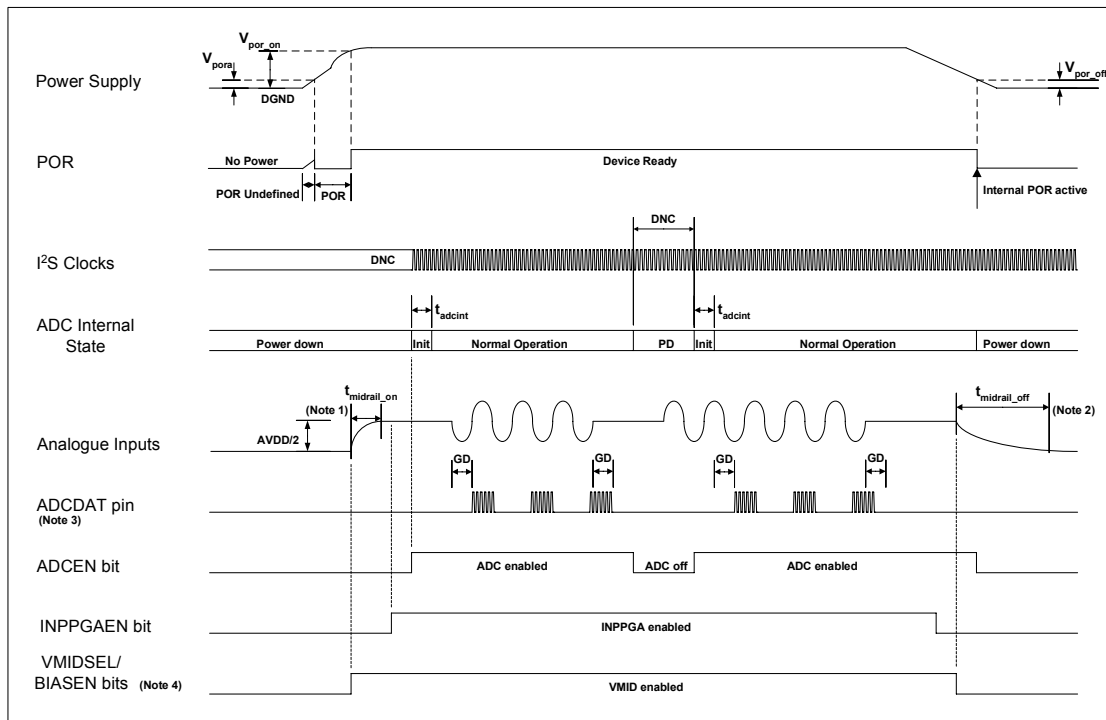 V_por_on
V_pora
Power Supply
DGND
V_por_off
POR
No Power
Device Ready
POR Undefined
POR
Internal POR active
DNC
I²S Clocks
DNC
t_adcint
t_adcint
ADC Internal
State
Power down
Init
Normal Operation
PD
Init
Normal Operation
Power down
t_midrail_on
t_midrail_off
(Note 1)
(Note 2)
Analogue Inputs
AVDD/2
GD
GD
GD
GD
ADCDAT pin
(Note 3)
ADCEN bit
ADC enabled
ADC off
ADC enabled
INPPGAEN bit
INPPGA enabled
VMIDSEL/
BIASEN bits (Note 4)
VMID enabled